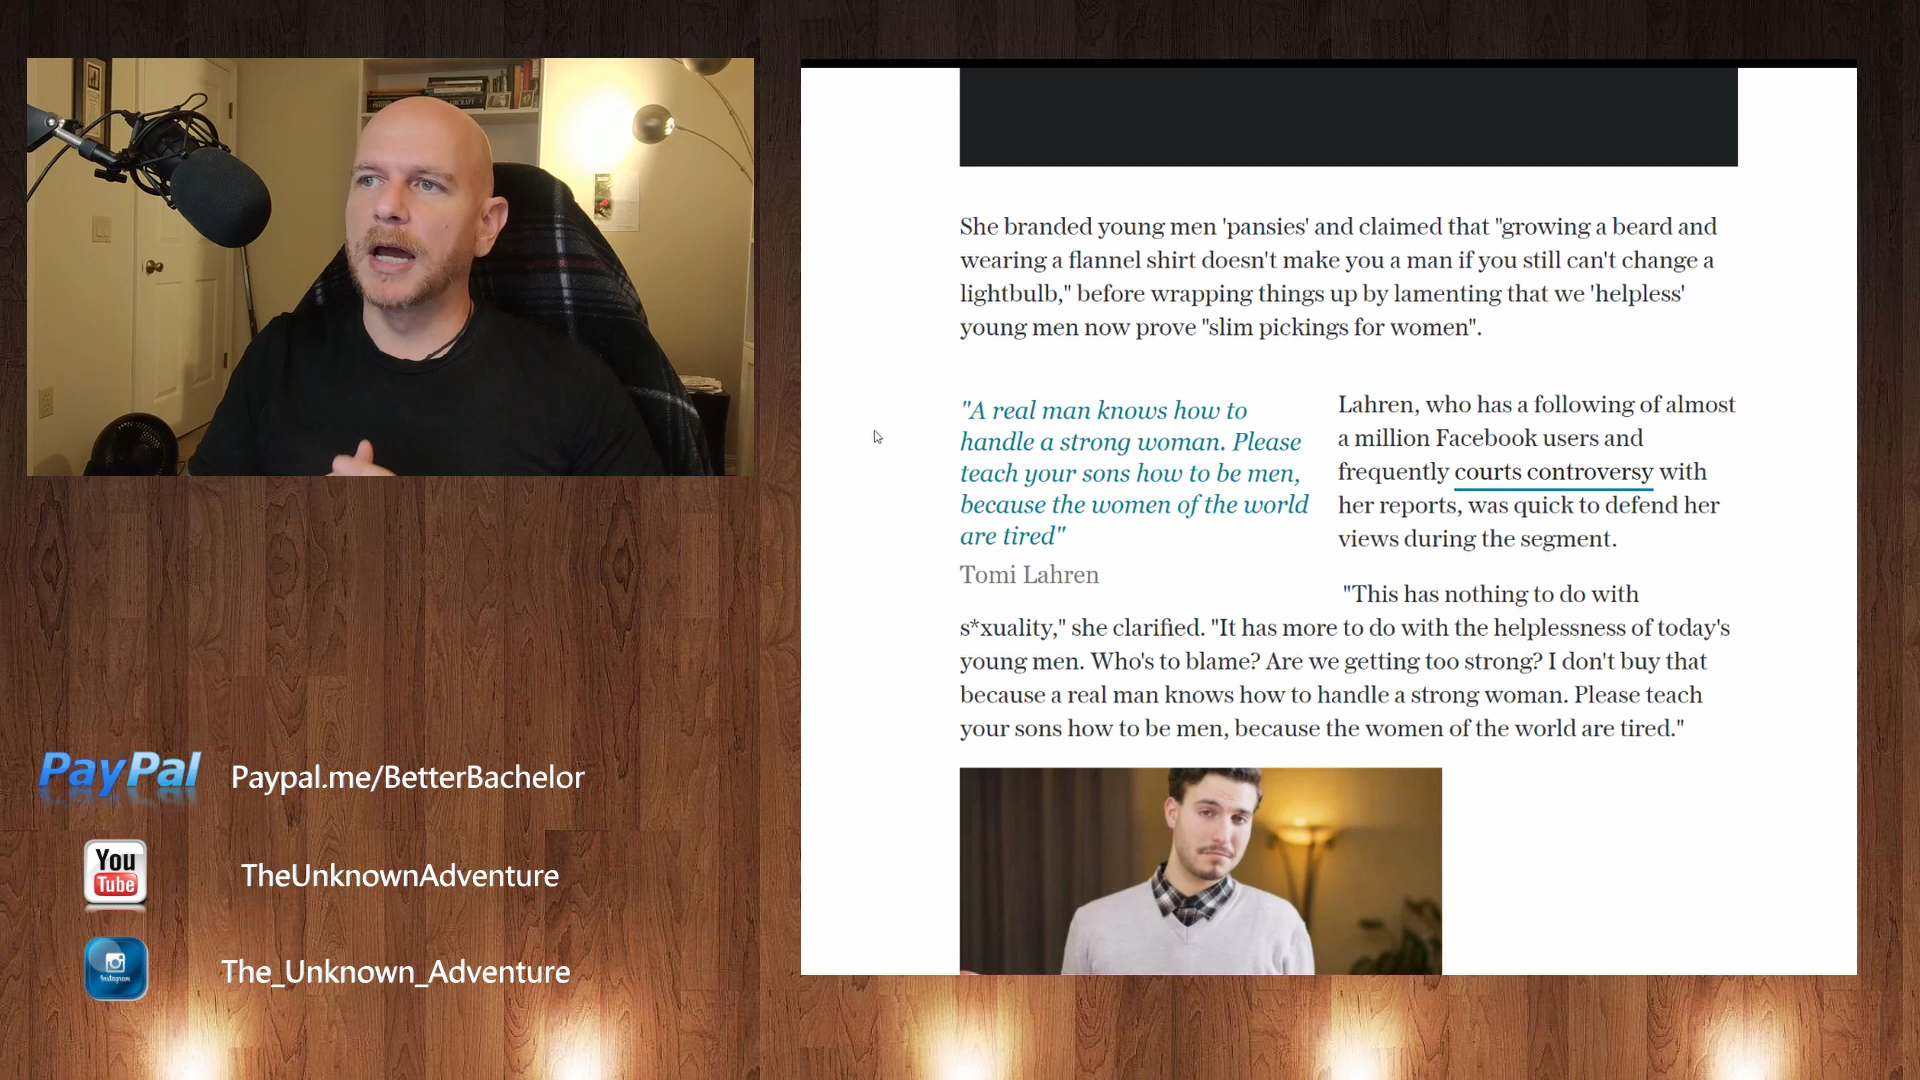 She branded young men 'pansies' and claimed that "growing a beard and
wearing a flannel shirt doesn't make you a man if you still can't change a
lightbulb," before wrapping things up by lamenting that we 'helpless'
young men now prove "slim pickings for women".
"A real man knows how to
handle a strong woman. Please
teach your sons how to be men,
because the women of the world
are tired"
Tomi Lahren
Lahren, who has a following of almost
a million Facebook users and
frequently courts controversy with
her reports, was quick to defend her
views during the segment.
"This has nothing to do with
s*xuality," she clarified. "It has more to do with the helplessness of today's
young men. Who's to blame? Are we getting too strong? I don't buy that
because a real man knows how to handle a strong woman. Please teach
your sons how to be men, because the women of the world are tired."
PayPal Paypal.me/BetterBachelor
You
Tube
TheUnknownAdventure
Instagram
The_Unknown_Adventure